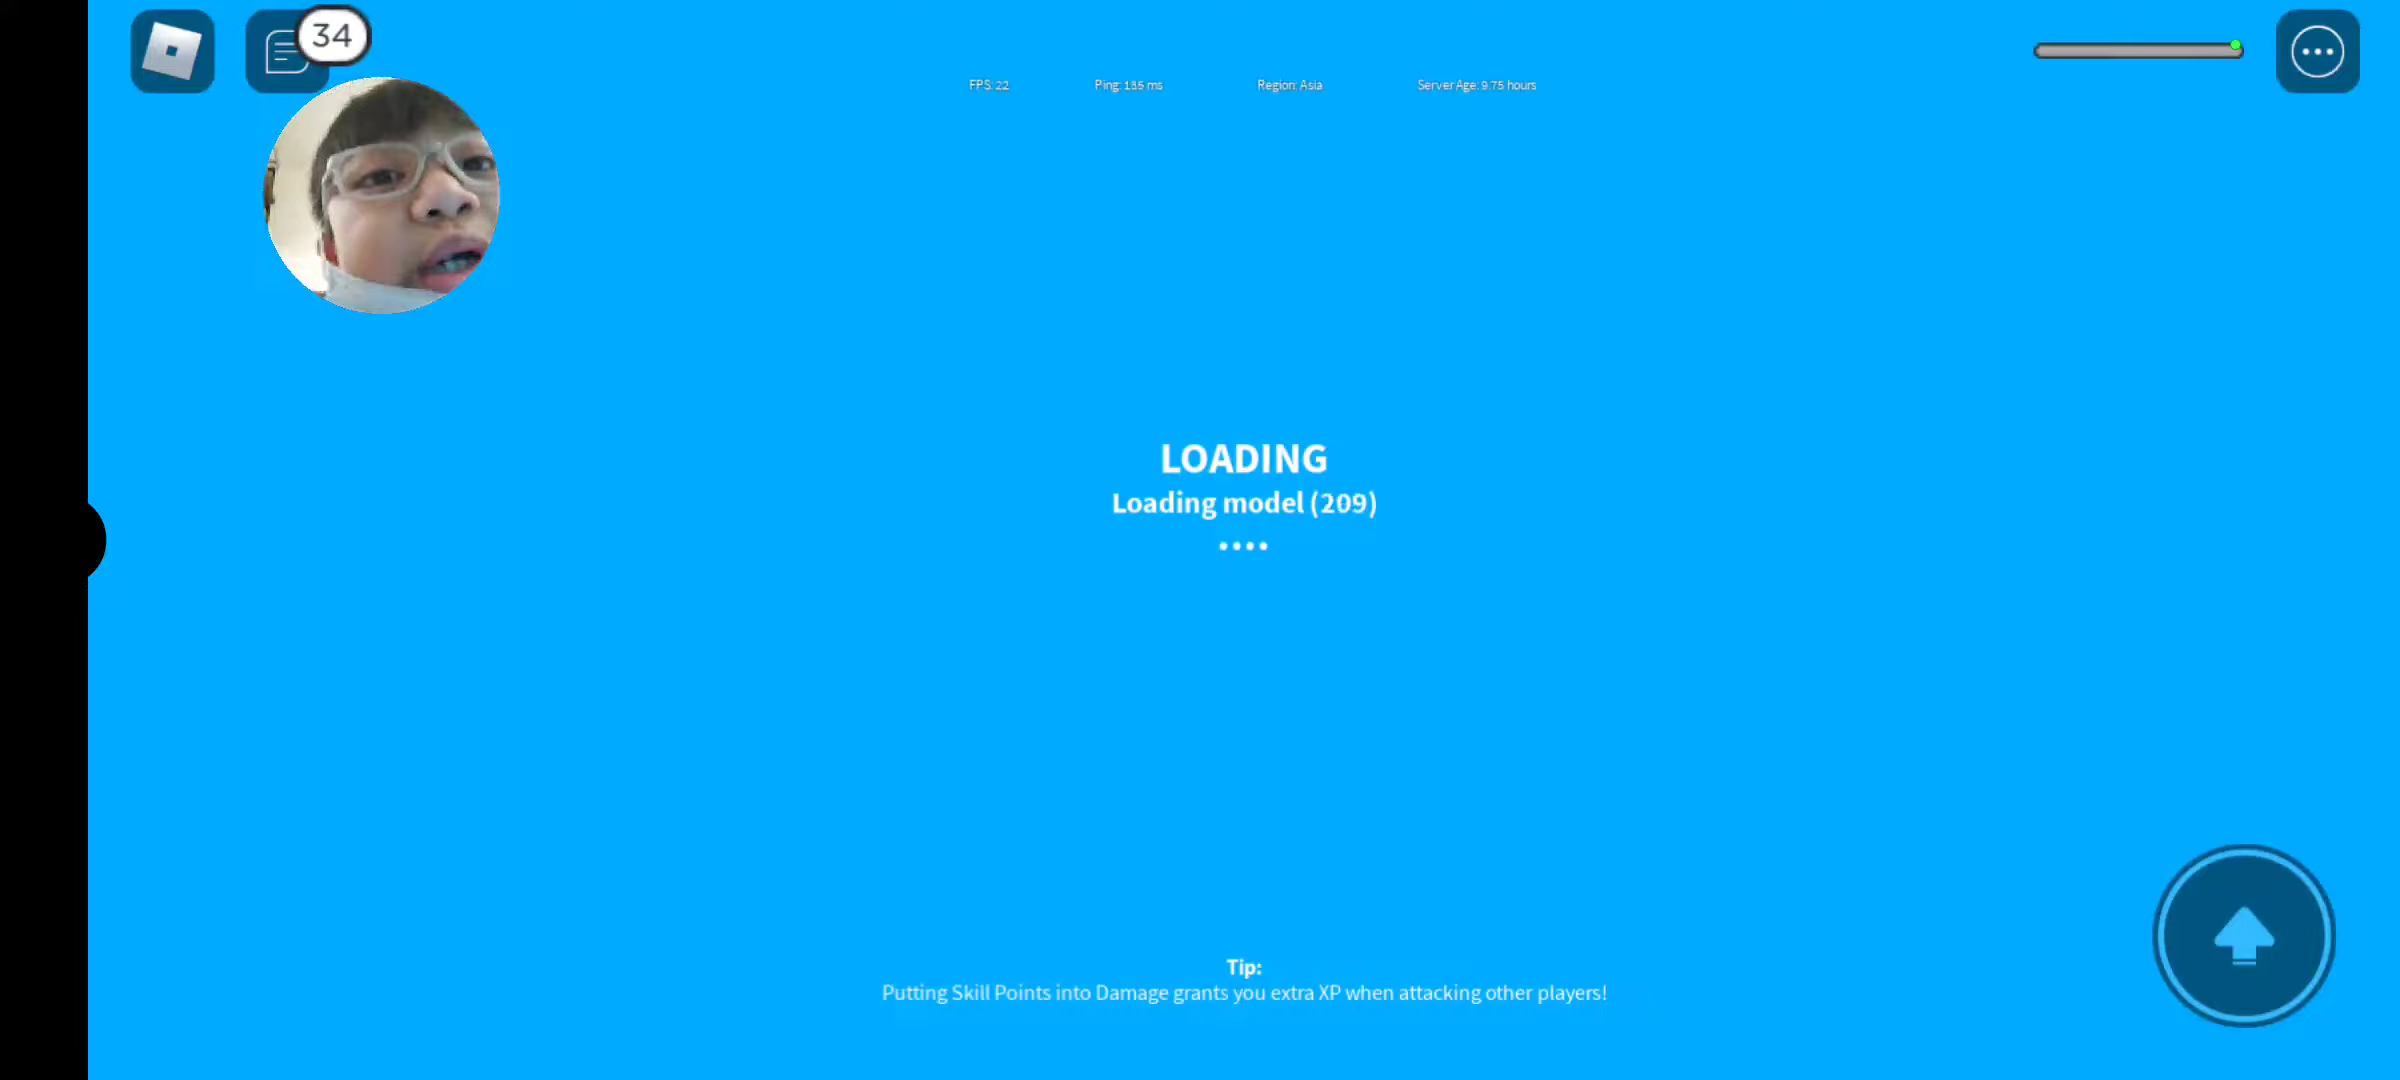 34
FPS: 22 Ping: 185 ms Region: Asia Server Age: 9.75 hours
LOADING
Loading model (209)
Tip:
Putting Skill Points into Damage grants you extra XP when attacking other players!